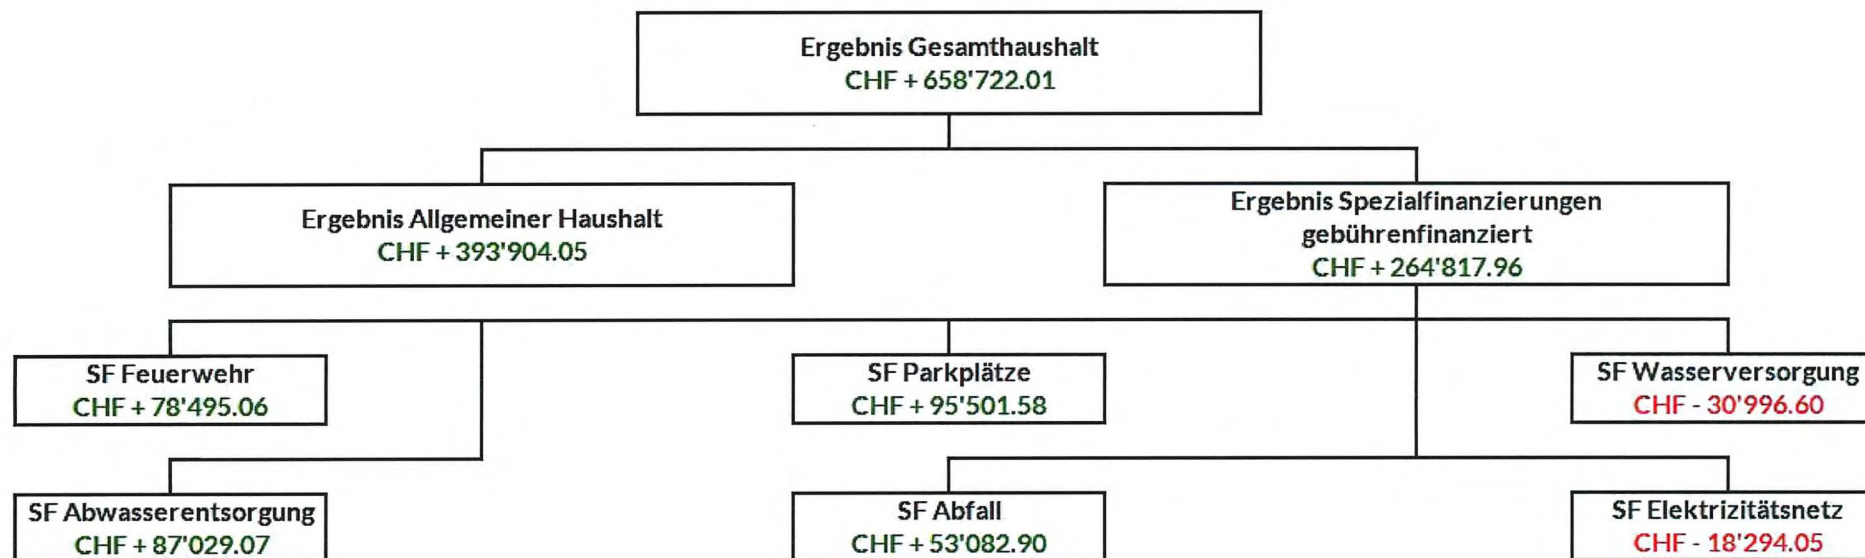 Ergebnis Gesamthaushalt
CHF + 658'722.01
Ergebnis Allgemeiner Haushalt
CHF + 393'904.05
Ergebnis Spezialfinanzierungen
gebührenfinanziert
CHF + 264'817.96
SF Feuerwehr
CHF + 78'495.06
SF Parkplätze
CHF + 95'501.58
SF Wasserversorgung
CHF - 30'996.60
SF Abwasserentsorgung
CHF + 87'029.07
SF Abfall
CHF + 53'082.90
SF Elektrizitätsnetz
CHF - 18'294.05